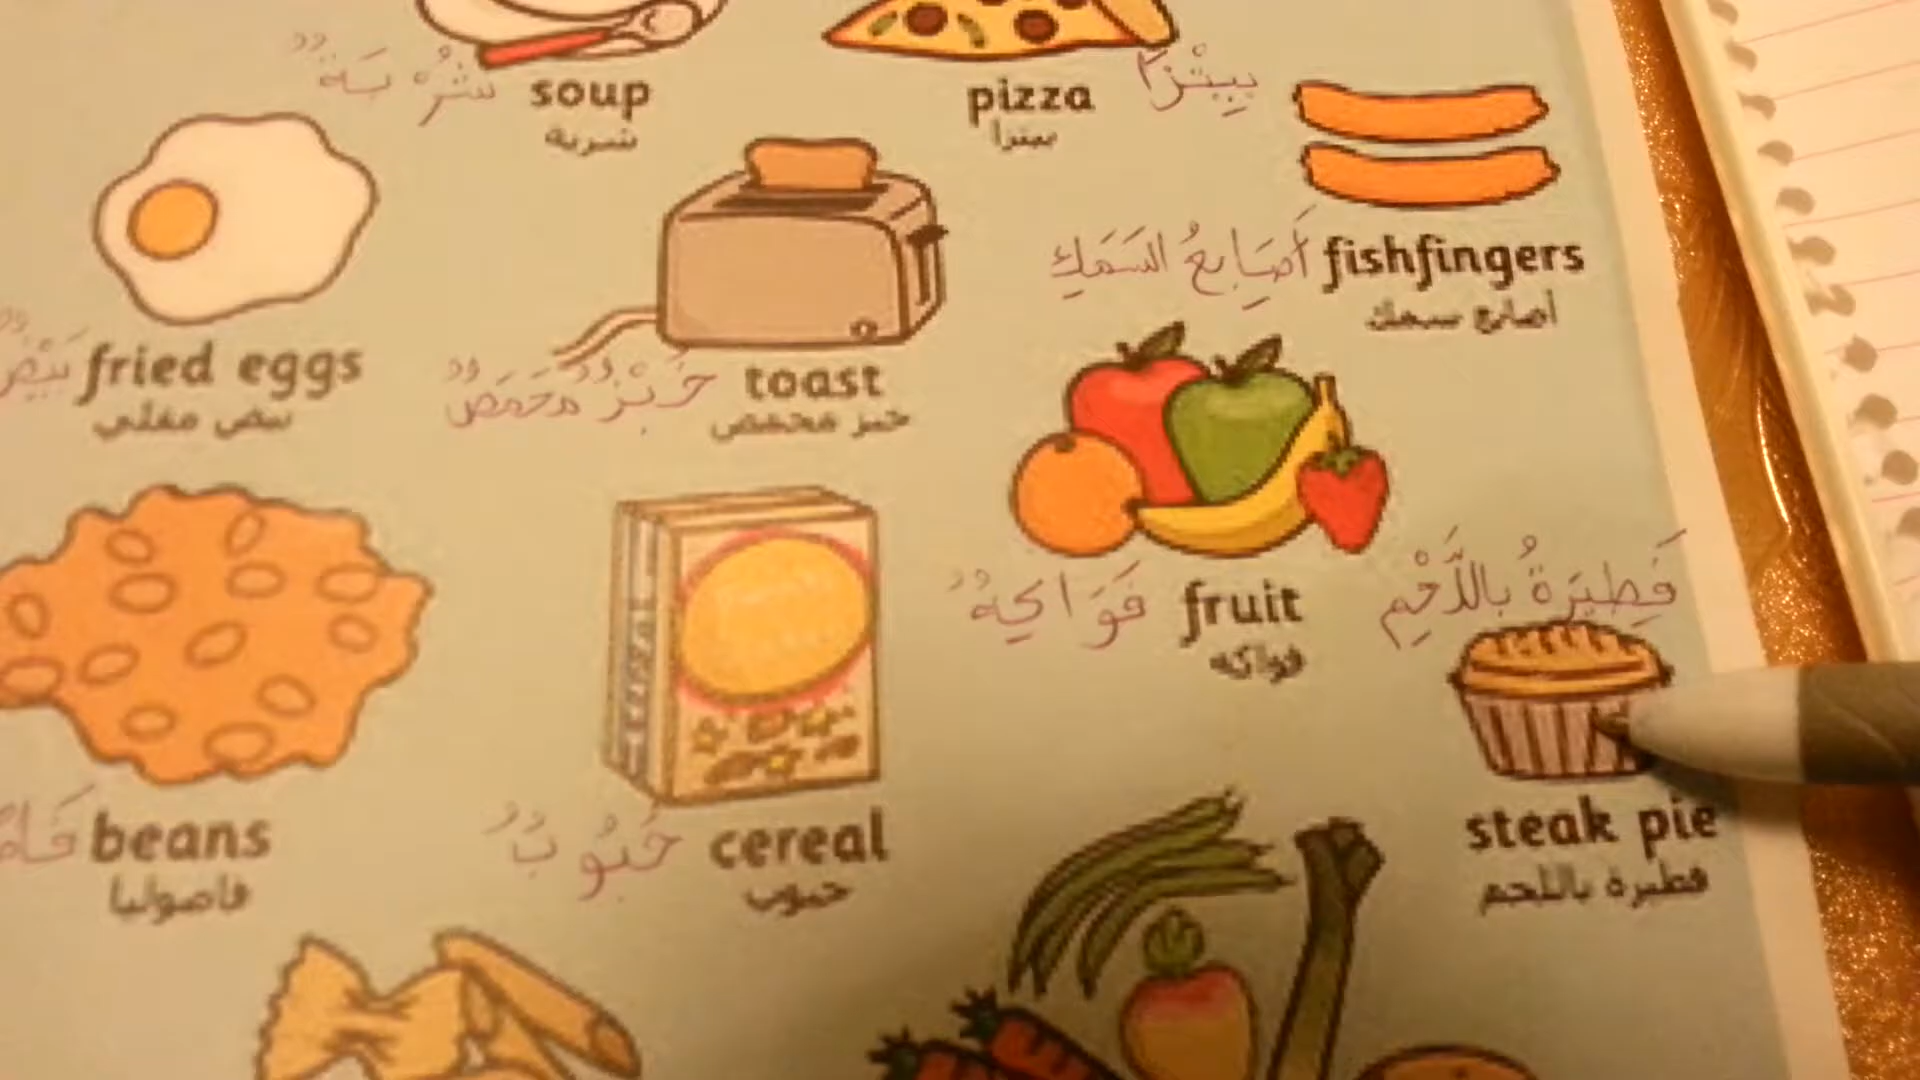 شُرْبَةٌ
soup
شربة
pizza
بيتزا
بِيتْزا
أَصَابِعُ السَمَكِ
fishfingers
أصابع سمك
بَيْضٌ
fried eggs
بيض مقلي
خُبْزٌ مُحَمَصٌ
toast
خبز محمص
فَوَاكِهٌ
fruit
فواكه
فَطِيرَةُ بِاللَّحْمِ
steak pie
فطيرة باللحم
beans
فاصوليا
حُبُوبٌ
cereal
حبوب